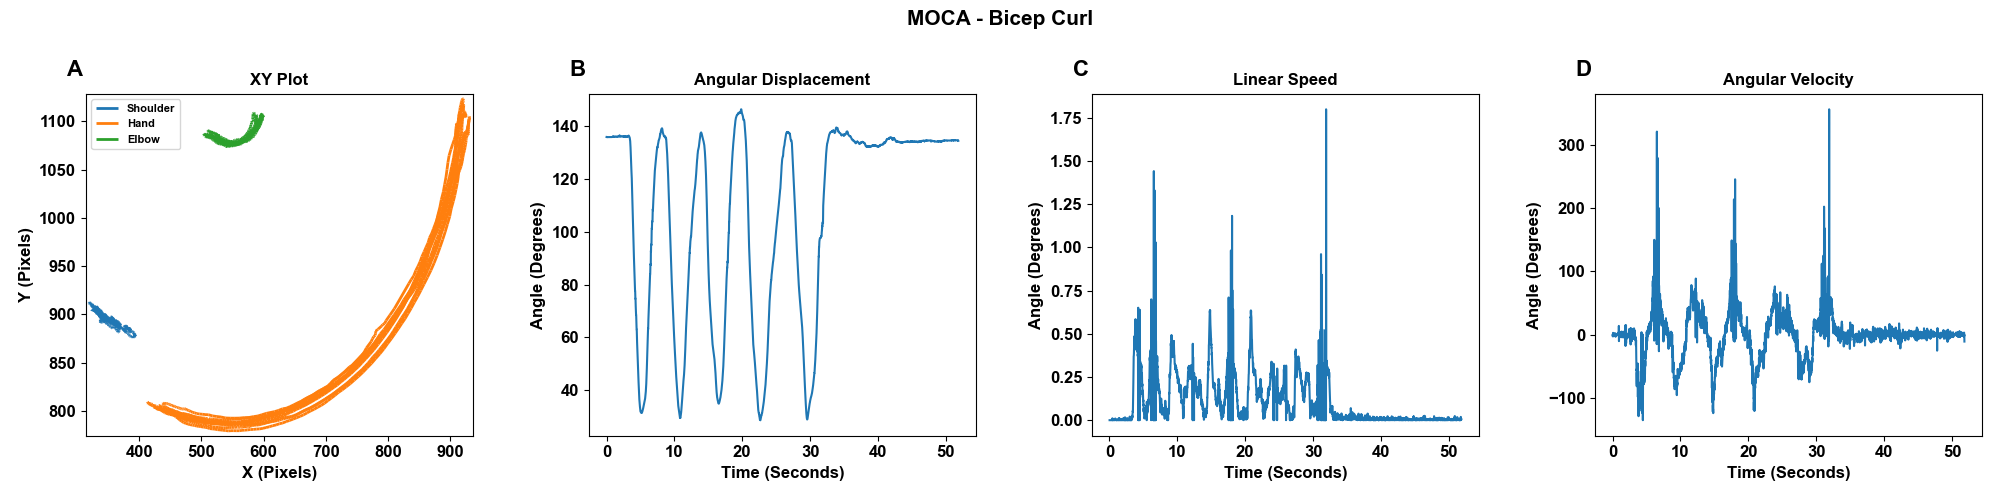 MOCA - Bicep Curl
A
XY Plot
Shoulder
Hand
Elbow
1100
1050
1000
950
900
850
800
Y (Pixels)
400 500 600 700 800 900
X (Pixels)
B
Angular Displacement
140
120
100
80
60
40
Angle (Degrees)
0 10 20 30 40 50
Time (Seconds)
C
Linear Speed
1.75
1.50
1.25
1.00
0.75
0.50
0.25
0.00
Angle (Degrees)
0 10 20 30 40 50
Time (Seconds)
D
Angular Velocity
300
200
100
0
−100
Angle (Degrees)
0 10 20 30 40 50
Time (Seconds)